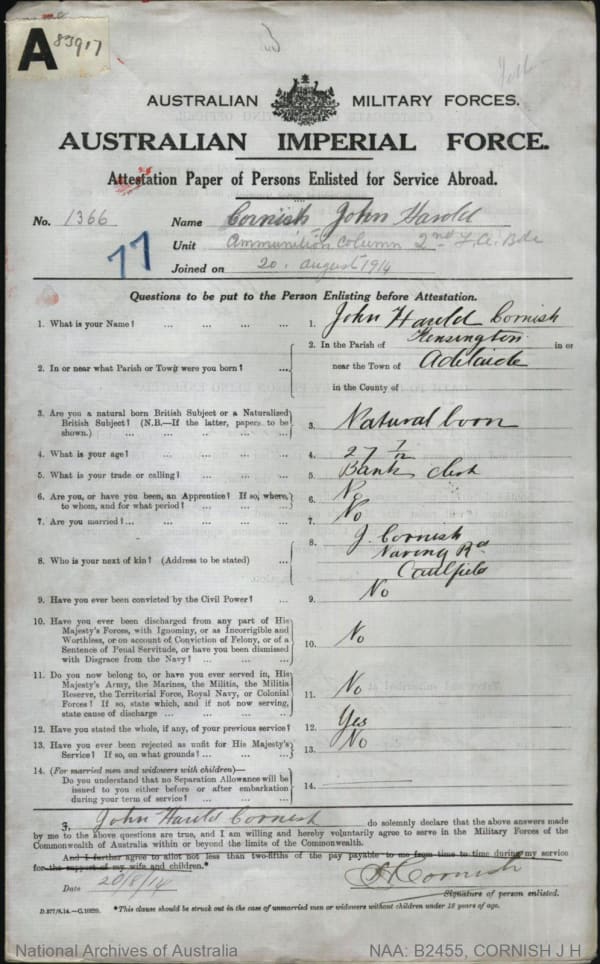 A 83917
AUSTRALIAN MILITARY FORCES.
AUSTRALIAN IMPERIAL FORCE.
Attestation Paper of Persons Enlisted for Service Abroad.
No. 1366 Name Cornish John Harold
77
Unit Ammunition Column 2nd F.A. Bde
Joined on 20. August 1914
Questions to be put to the Person Enlisting before Attestation.
1. What is your Name? ... ... ... ... 1. John Harold Cornish
2. In or near what Parish or Town were you born? ... 2. In the Parish of Kensington in or
near the Town of Adelaide
in the County of
3. Are you a natural born British Subject or a Naturalized
British Subject? (N.B.—If the latter, papers to be
shown.) ... ... ... ... 3. Natural born
4. What is your age? ... ... ... ... 4. 27 7/12
5. What is your trade or calling? ... ... ... 5. Bank clerk
6. Are you, or have you been, an Apprentice? If so, where,
to whom, and for what period? ... ... ... 6. No
7. Are you married? ... ... ... ... 7. No
8. Who is your next of kin? (Address to be stated) ... 8. J. Cornish
Narong Rd
Caulfield
9. Have you ever been convicted by the Civil Power? ... 9. No
10. Have you ever been discharged from any part of His
Majesty's Forces, with Ignominy, or as Incorrigible and
Worthless, or on account of Conviction of Felony, or of a
Sentence of Penal Servitude, or have you been dismissed
with Disgrace from the Navy? ... ... ... 10. No
11. Do you now belong to, or have you ever served in, His
Majesty's Army, the Marines, the Militia, the Militia
Reserve, the Territorial Force, Royal Navy, or Colonial
Forces? If so, state which, and if not now serving,
state cause of discharge ... ... ... ... 11. No
12. Have you stated the whole, if any, of your previous service? 12. Yes
13. Have you ever been rejected as unfit for His Majesty's
Service? If so, on what grounds? ... ... ... 13. No
14. (For married men and widowers with children)—
Do you understand that no Separation Allowance will be
issued to you either before or after embarkation
during your term of service? ... ... ... 14.
I, John Harold Cornish do solemnly declare that the above answers made
by me to the above questions are true, and I am willing and hereby voluntarily agree to serve in the Military Forces of the
Commonwealth of Australia within or beyond the limits of the Commonwealth.
And I further agree to allot not less than two-fifths of the pay payable to me from time to time during my service
for the support of my wife and children.*
Date 20/8/14 JHCornish
Signature of person enlisted.
D.377/8.14.—C.10929. *This clause should be struck out in the case of unmarried men or widowers without children under 18 years of age.
National Archives of Australia NAA: B2455, CORNISH J H